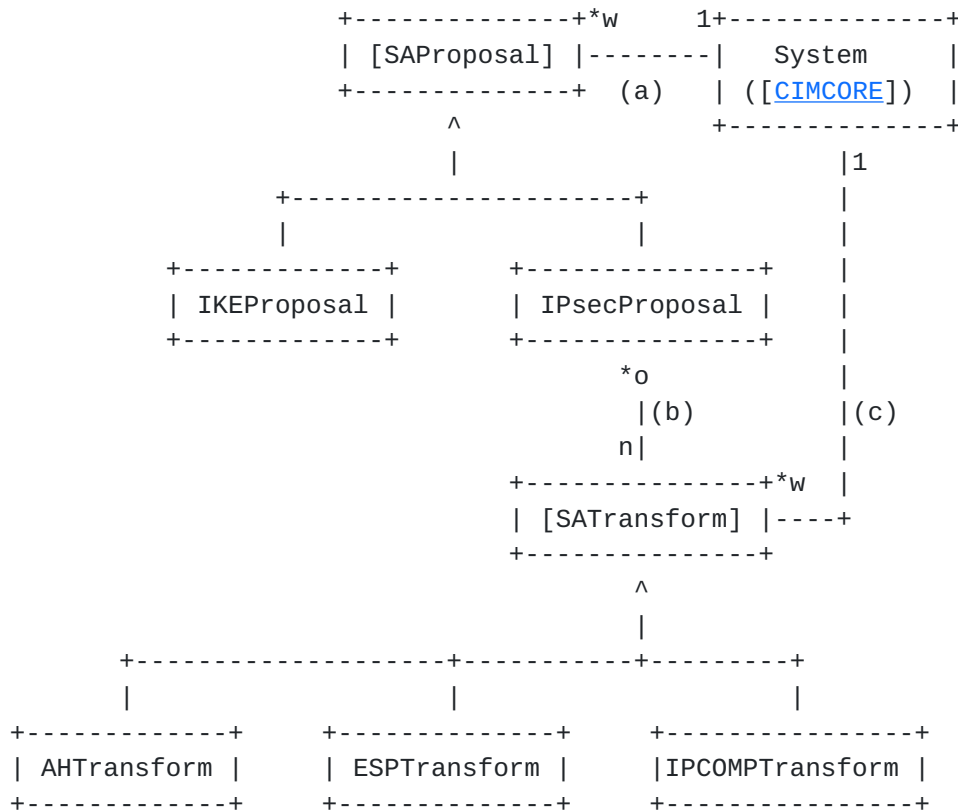 +--------------+*w     1+--------------+
| [SAProposal] |--------|   System     |
+--------------+  (a)   | ([CIMCORE])  |
^                +--------------+
|                       |1
+----------------------+            |
|                      |            |
+-------------+       +---------------+    |
| IKEProposal |       | IPsecProposal |    |
+-------------+       +---------------+    |
*o            |
|(b)         |(c)
n|            |
+---------------+*w  |
| [SATransform] |----+
+---------------+
^
|
+--------------------+-----------+---------+
|                    |                     |
+-------------+     +--------------+     +----------------+
| AHTransform |     | ESPTransform |     |IPCOMPTransform |
+-------------+     +--------------+     +----------------+